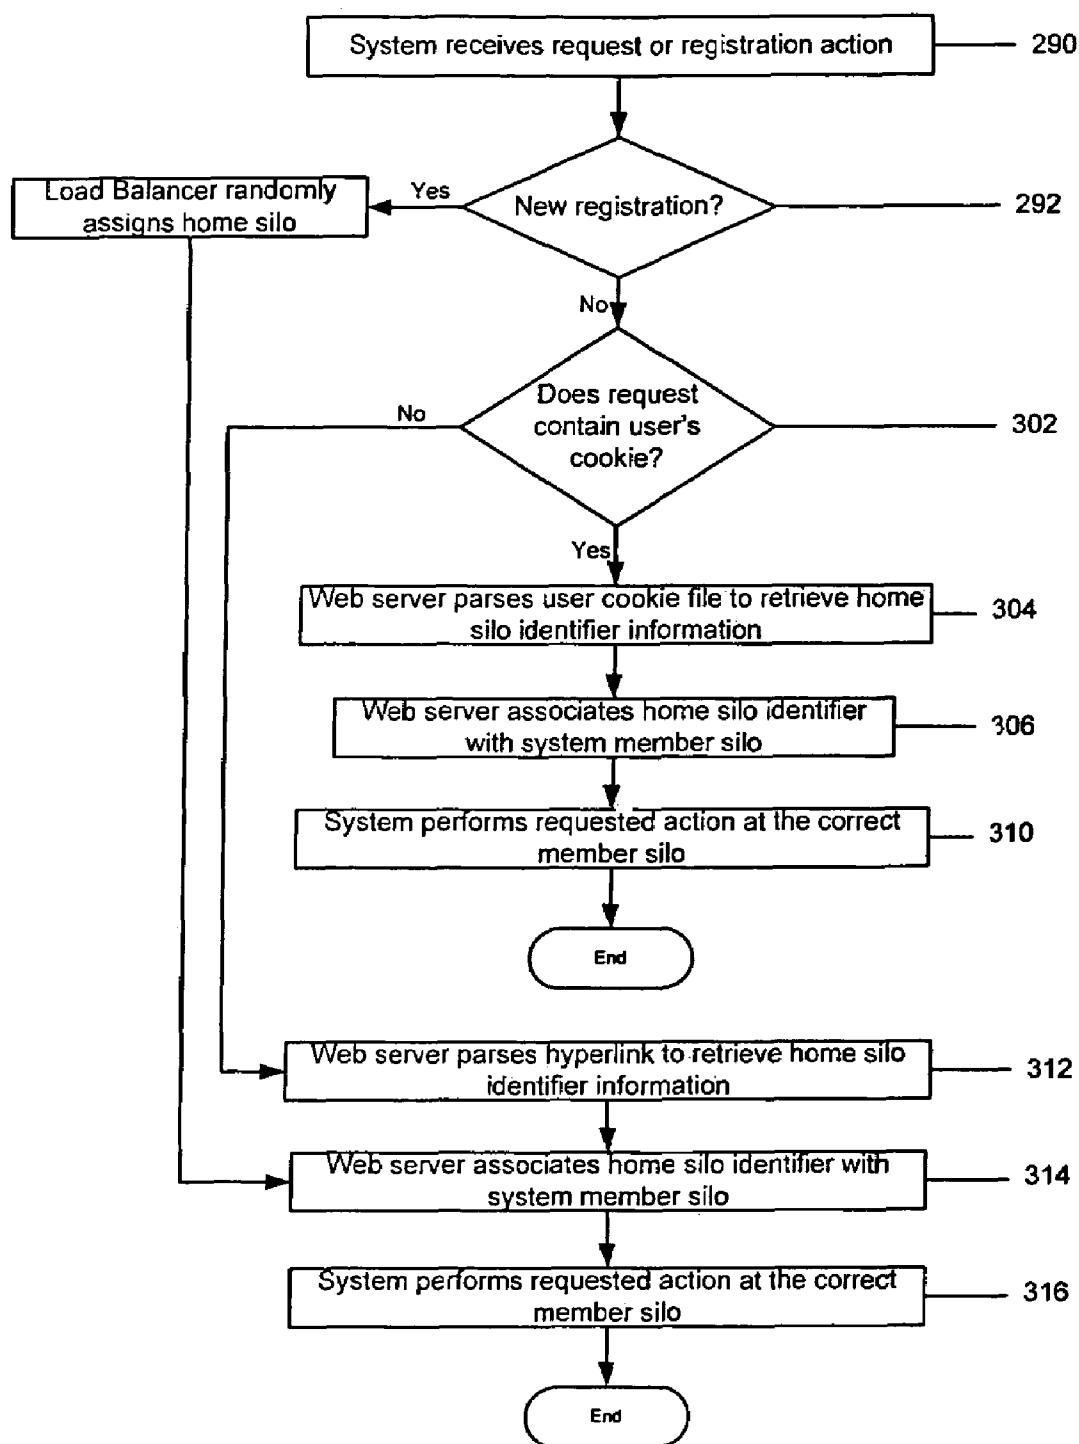 System receives request or registration action
290
Load Balancer randomly
assigns home silo
Yes
New registration?
292
No
No
Does request
contain user's
cookie?
302
Yes
Web server parses user cookie file to retrieve home
silo identifier information
304
Web server associates home silo identifier
with system member silo
306
System performs requested action at the correct
member silo
310
End
Web server parses hyperlink to retrieve home silo
identifier information
312
Web server associates home silo identifier with
system member silo
314
System performs requested action at the correct
member silo
316
End